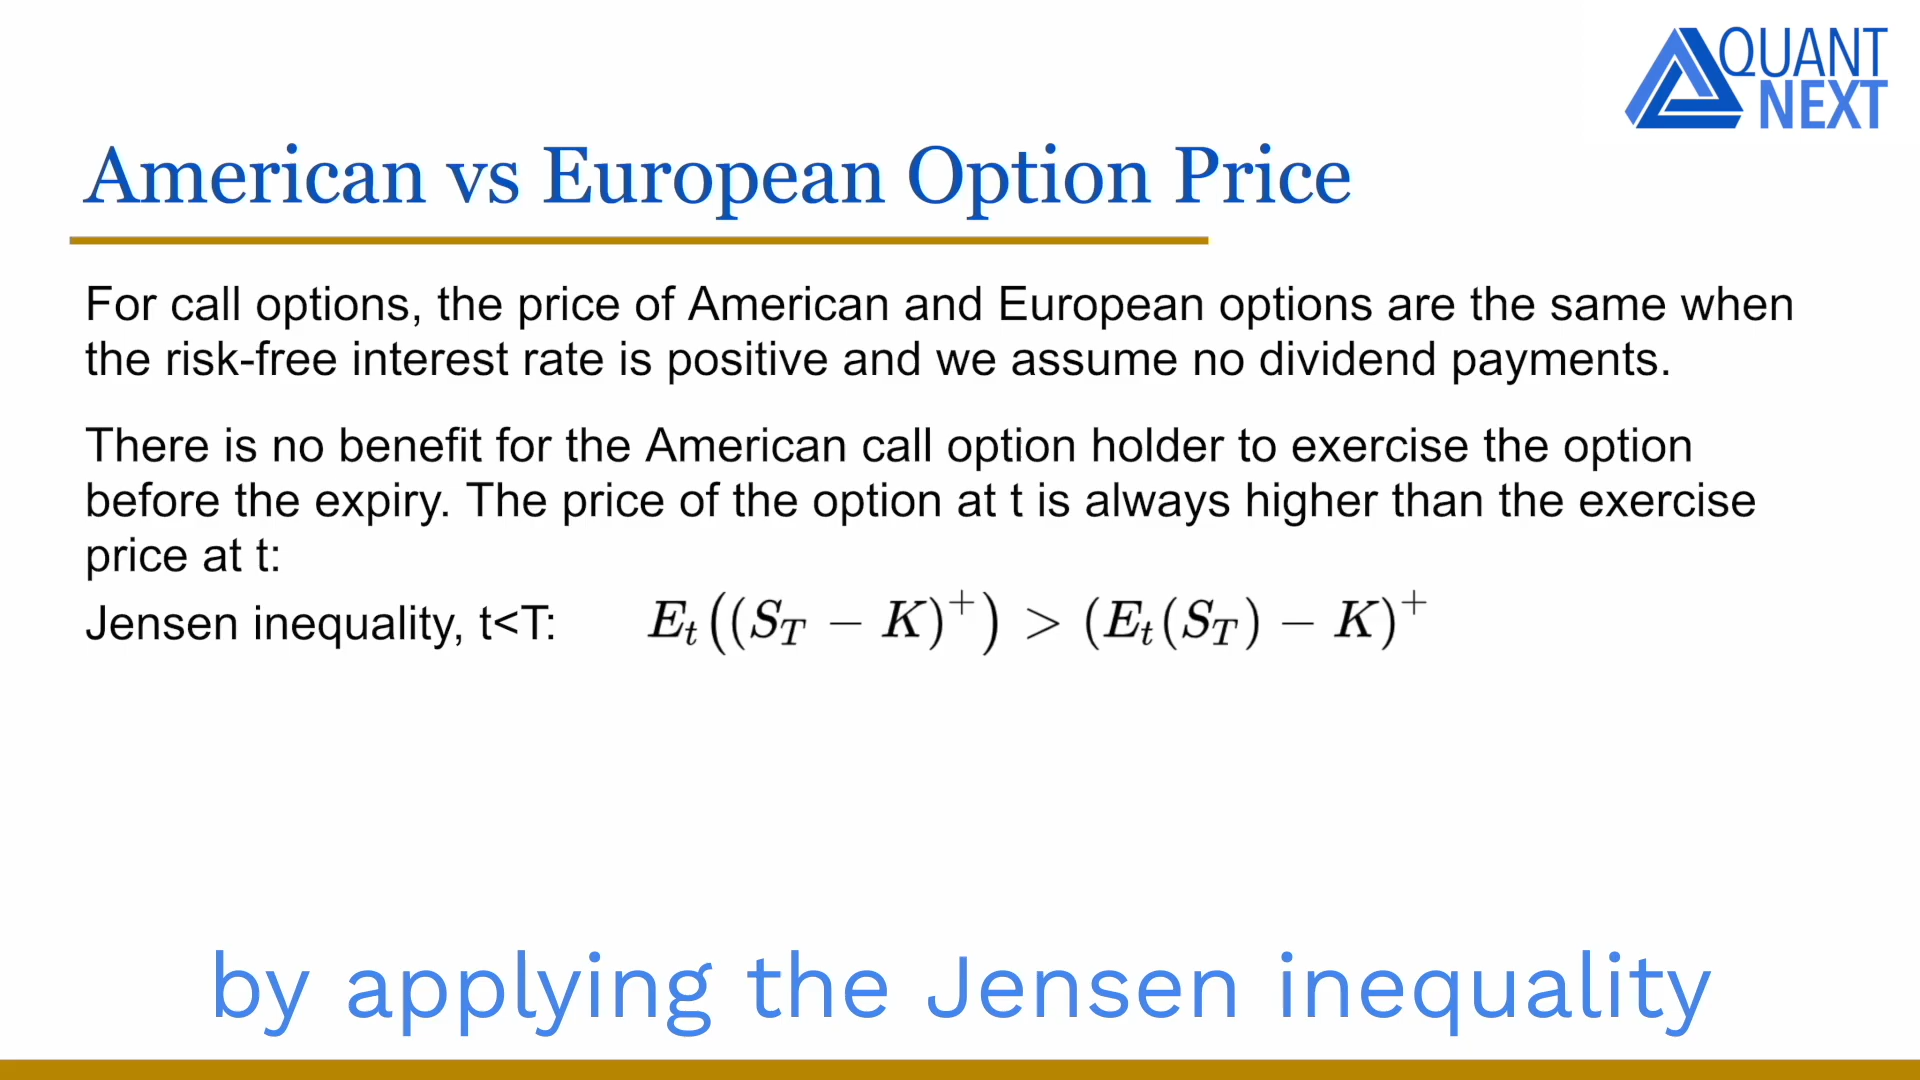 QUANT
NEXT
American vs European Option Price
For call options, the price of American and European options are the same when
the risk-free interest rate is positive and we assume no dividend payments.
There is no benefit for the American call option holder to exercise the option
before the expiry. The price of the option at t is always higher than the exercise
price at t:
Jensen inequality, t<T: $E_t\big((S_T - K)^+\big) > (E_t(S_T) - K)^+$
by applying the Jensen inequality